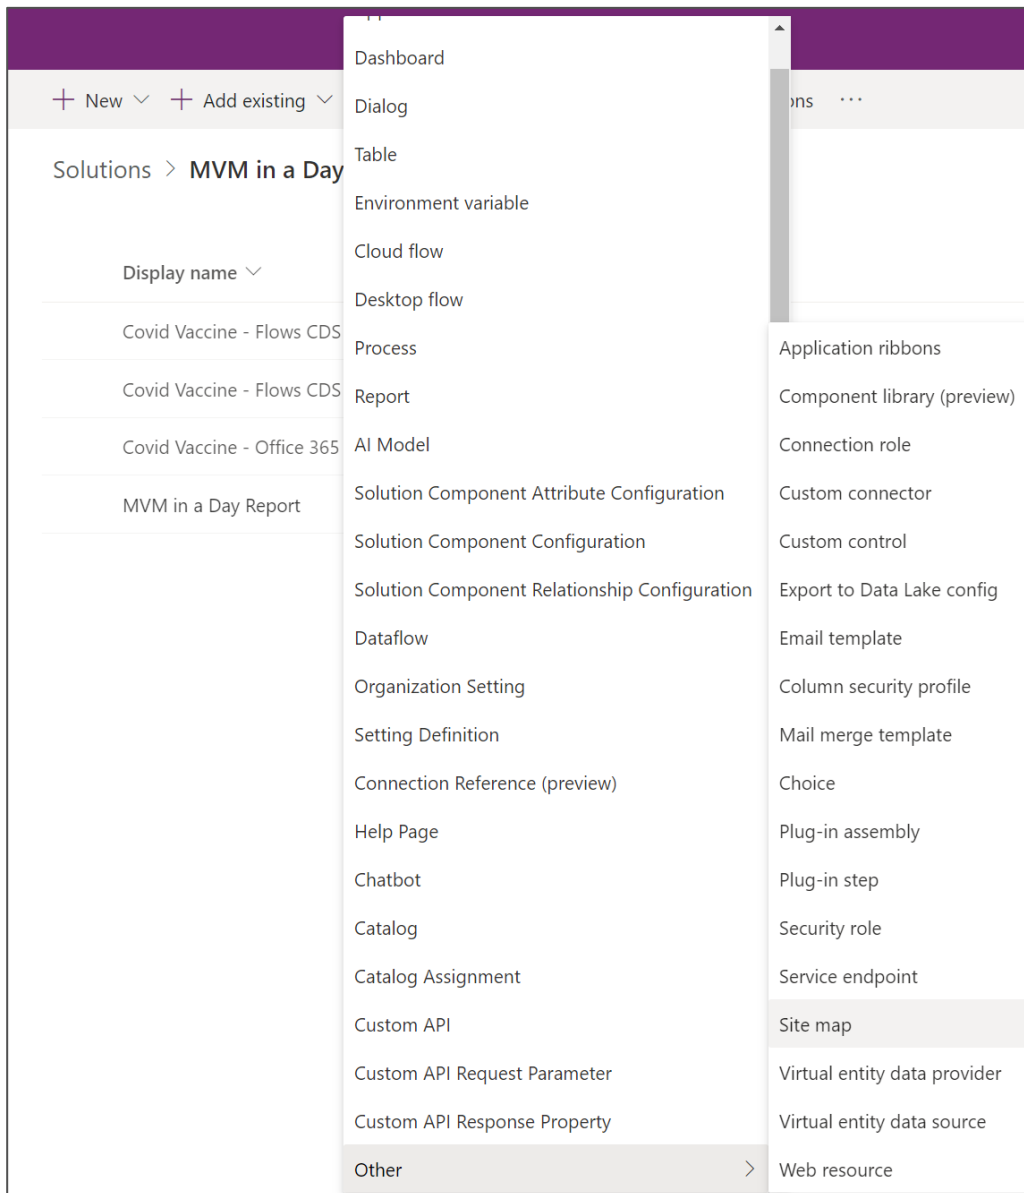 Dashboard
New Add existing ons ...
Dialog
Table
Solutions > MVM in a Day
Environment variable
Cloud flow
Display name
Desktop flow
Covid Vaccine - Flows CDS
Process
Report
Covid Vaccine - Flows CDS
AI Model
Covid Vaccine - Office 365
Solution Component Attribute Configuration
MVM in a Day Report
Solution Component Configuration
Solution Component Relationship Configuration
Dataflow
Organization Setting
Setting Definition
Connection Reference (preview)
Help Page
Chatbot
Catalog
Catalog Assignment
Custom API
Custom API Request Parameter
Custom API Response Property
Other
Application ribbons
Component library (preview)
Connection role
Custom connector
Custom control
Export to Data Lake config
Email template
Column security profile
Mail merge template
Choice
Plug-in assembly
Plug-in step
Security role
Service endpoint
Site map
Virtual entity data provider
Virtual entity data source
Web resource